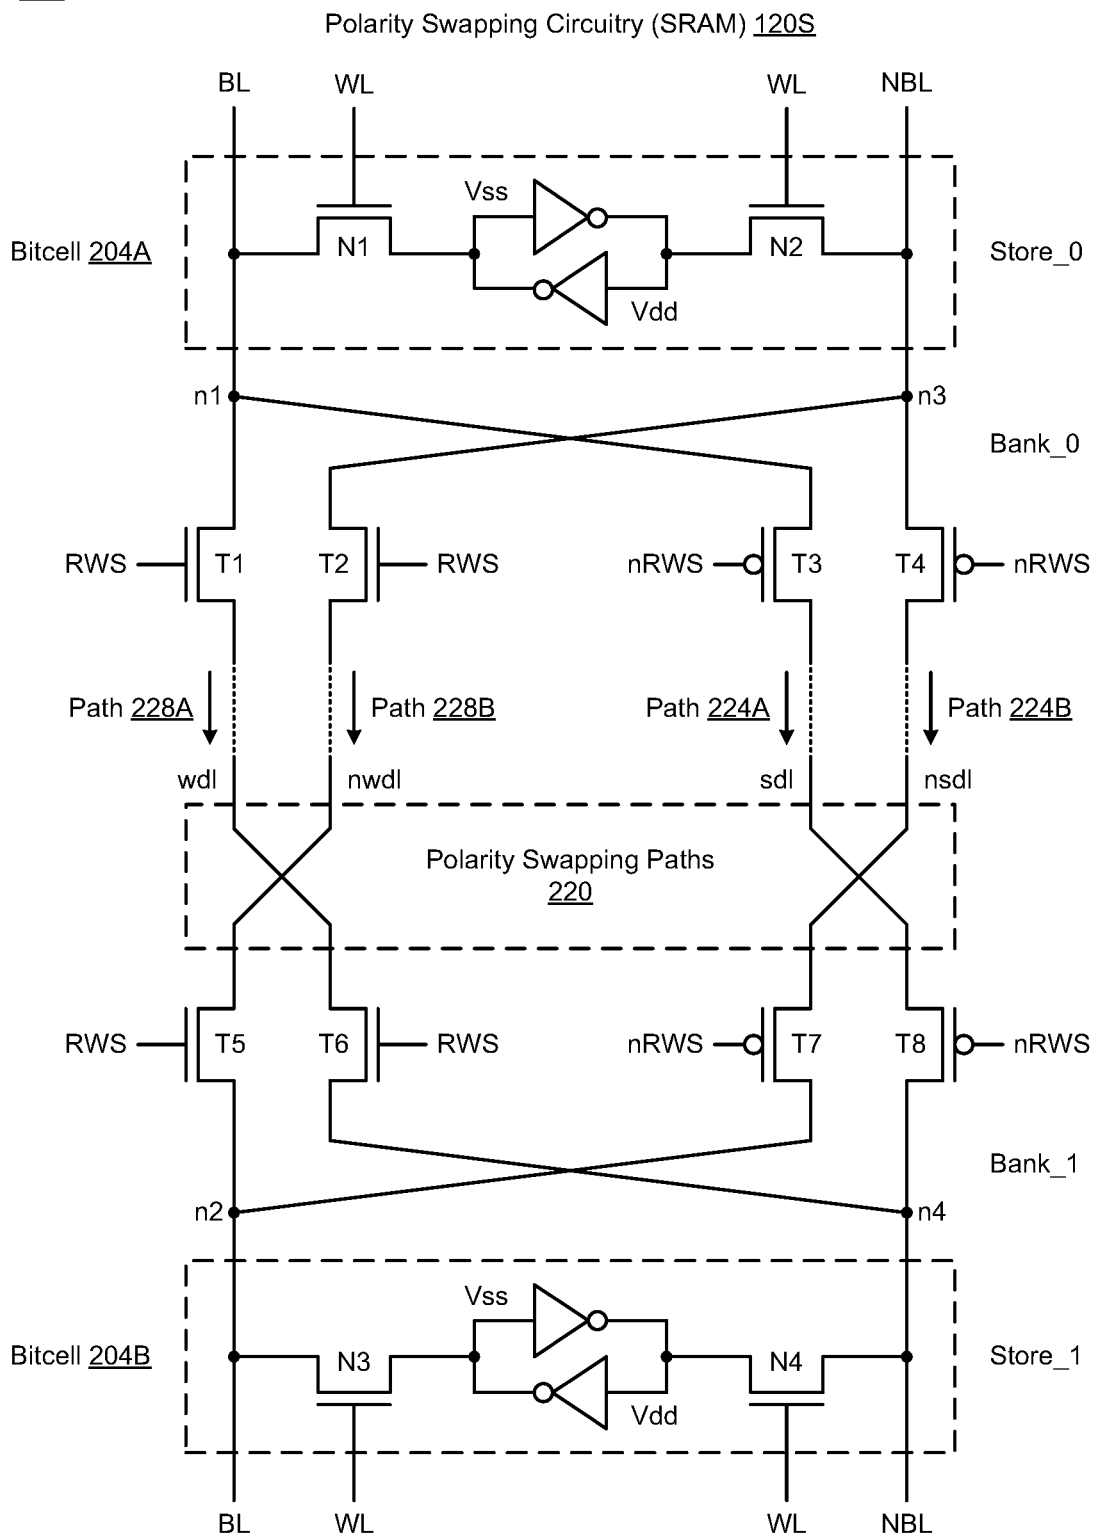 Polarity Swapping Circuitry (SRAM) 120S
BL WL WL NBL
Vss
N1 N2
Bitcell 204A Store_0
Vdd
n1 n3
Bank_0
RWS T1 T2 RWS nRWS T3 T4 nRWS
Path 228A Path 228B Path 224A Path 224B
wdl nwdl sdl nsdl
Polarity Swapping Paths
220
RWS T5 T6 RWS nRWS T7 T8 nRWS
Bank_1
n2 n4
Vss
Bitcell 204B N3 N4 Store_1
Vdd
BL WL WL NBL